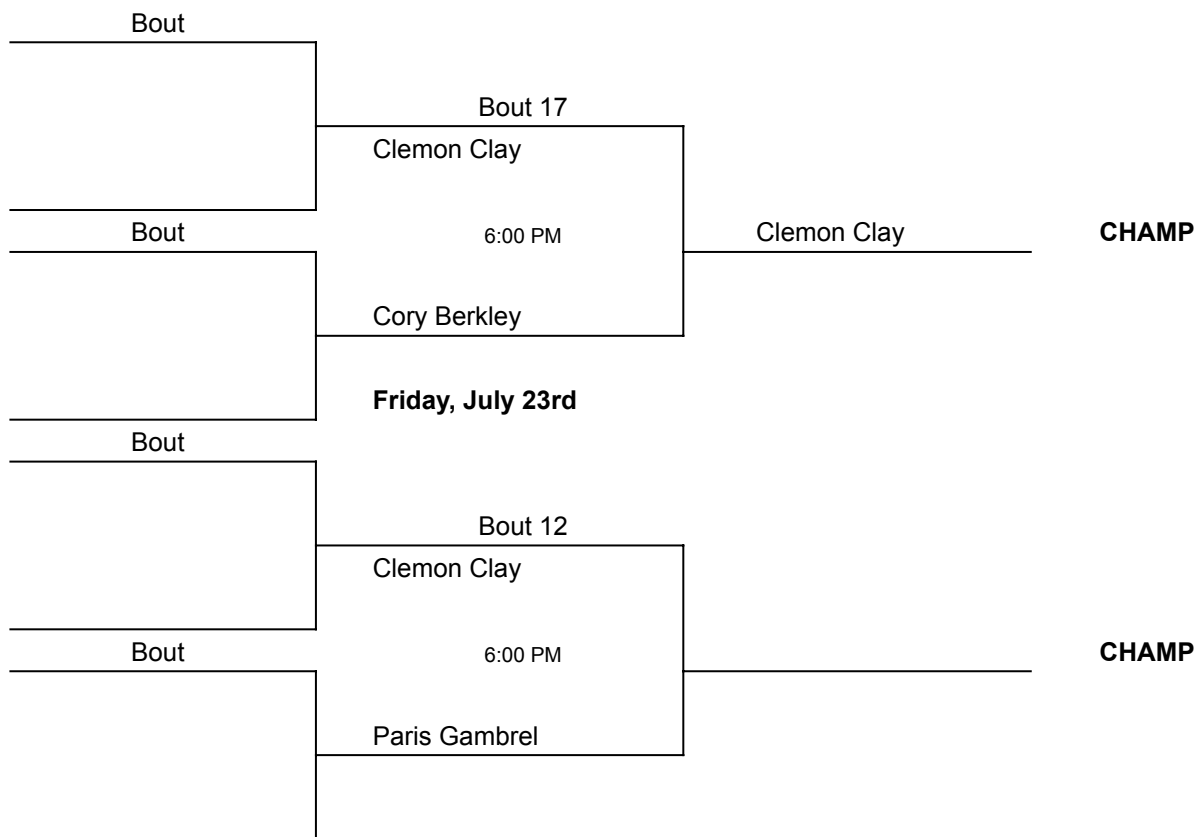 Bout
Bout 17
Clemon Clay
Bout
6:00 PM
Clemon Clay
CHAMP
Cory Berkley
Friday, July 23rd
Bout
Bout 12
Clemon Clay
Bout
6:00 PM
CHAMP
Paris Gambrel